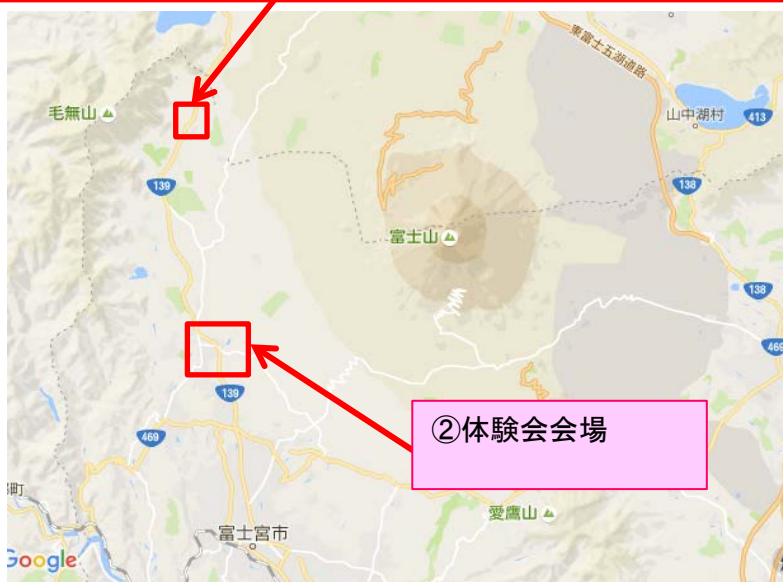 東富士五湖道路
毛無山
山中湖村
413
139
138
富士山
138
469
139
②体験会会場
469
町
愛鷹山
富士宮市
Google